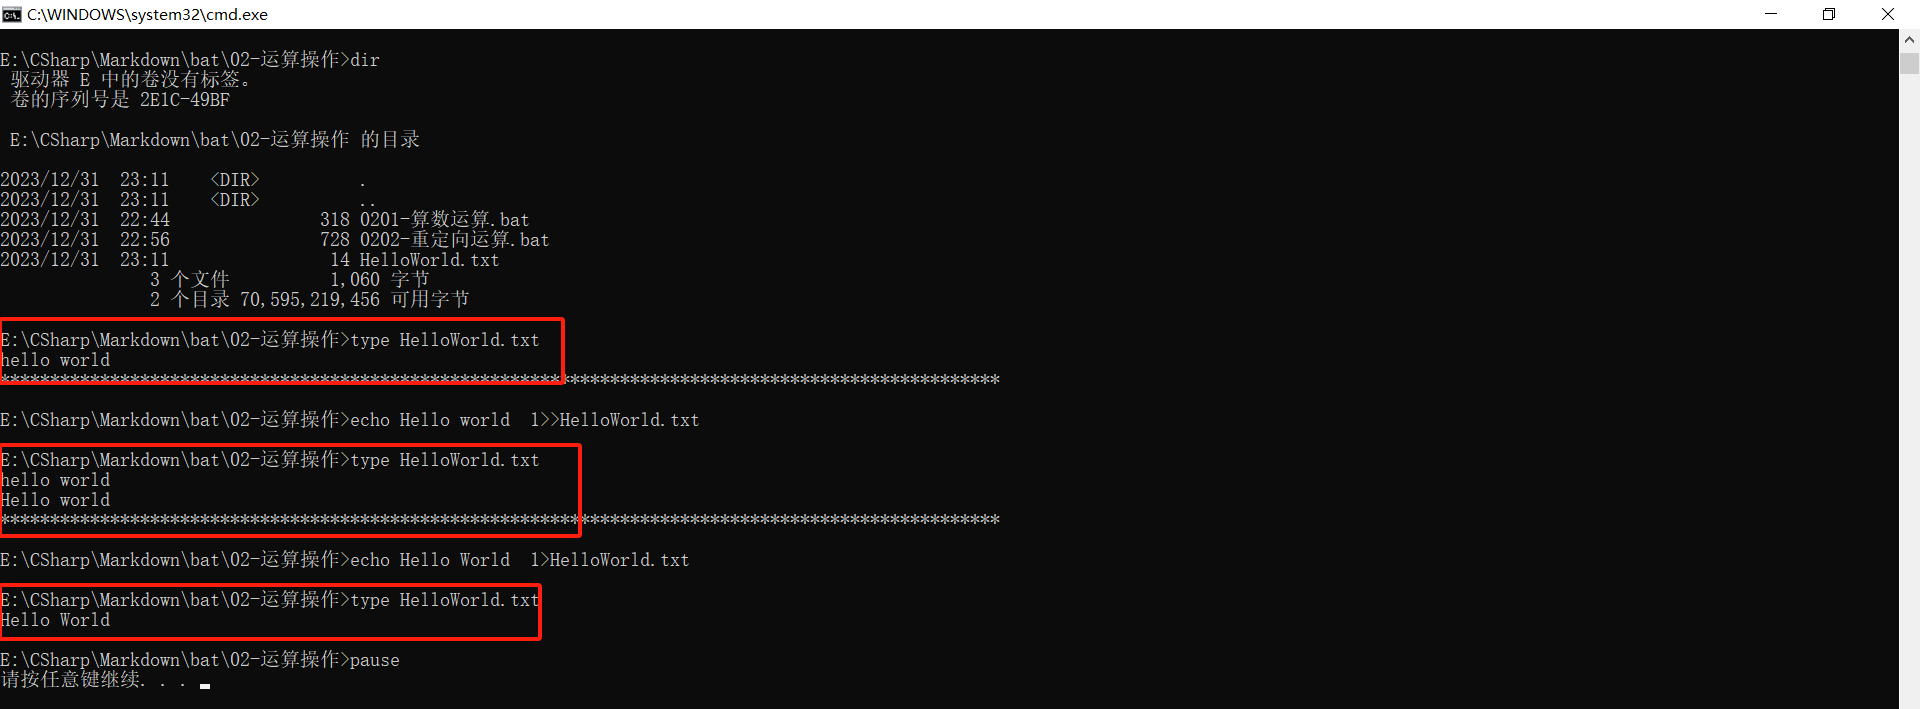 C:\WINDOWS\system32\cmd.exe
E:\CSharp\Markdown\bat\02-运算操作>dir
驱动器 E 中的卷没有标签。
卷的序列号是 2E1C-49BF
E:\CSharp\Markdown\bat\02-运算操作 的目录
2023/12/31  23:11    <DIR>          .
2023/12/31  23:11    <DIR>          ..
2023/12/31  22:44               318 0201-算数运算.bat
2023/12/31  22:56               728 0202-重定向运算.bat
2023/12/31  23:11                14 HelloWorld.txt
3 个文件          1,060 字节
2 个目录 70,595,219,456 可用字节
E:\CSharp\Markdown\bat\02-运算操作>type HelloWorld.txt
hello world
****************************************************************************************************
E:\CSharp\Markdown\bat\02-运算操作>echo Hello world  1>>HelloWorld.txt
E:\CSharp\Markdown\bat\02-运算操作>type HelloWorld.txt
hello world
Hello world
****************************************************************************************************
E:\CSharp\Markdown\bat\02-运算操作>echo Hello World  1>HelloWorld.txt
E:\CSharp\Markdown\bat\02-运算操作>type HelloWorld.txt
Hello World
E:\CSharp\Markdown\bat\02-运算操作>pause
请按任意键继续. . .